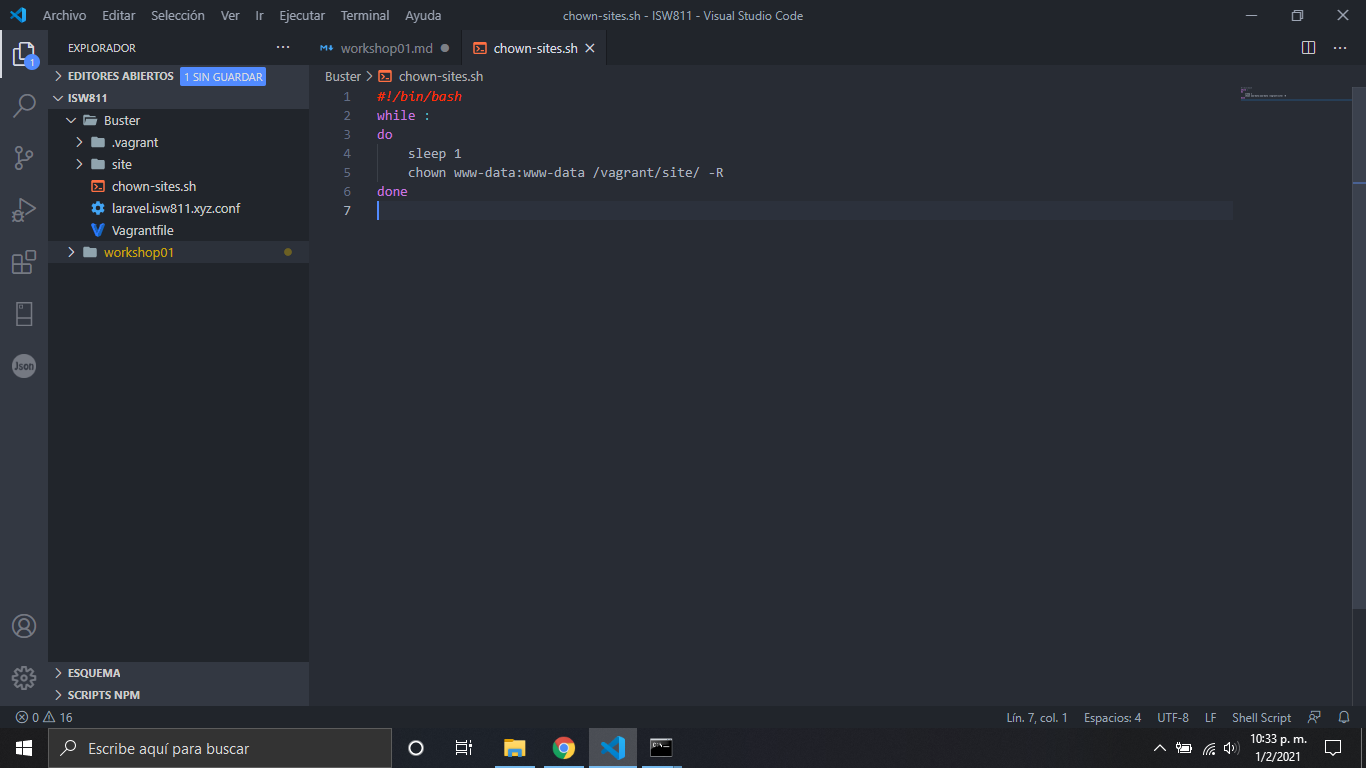 Archivo Editar Selección Ver Ir Ejecutar Terminal Ayuda
chown-sites.sh - ISW811 - Visual Studio Code
EXPLORADOR
workshop01.md
chown-sites.sh
1
EDITORES ABIERTOS 1 SIN GUARDAR
ISW811
Buster
.vagrant
site
chown-sites.sh
laravel.isw811.xyz.conf
Vagrantfile
workshop01
Json
Buster > chown-sites.sh
1 #!/bin/bash
2 while :
3 do
4 sleep 1
5 chown www-data:www-data /vagrant/site/ -R
6 done
7
ESQUEMA
SCRIPTS NPM
0 16
Lín. 7, col. 1 Espacios: 4 UTF-8 LF Shell Script
Escribe aquí para buscar
10:33 p. m.
1/2/2021